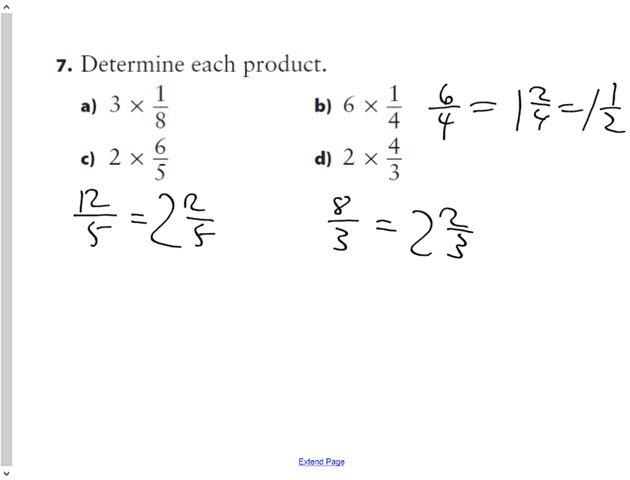 7. Determine each product.
a) 3 × 1/8 b) 6 × 1/4 6/4 = 1 2/4 = 1 1/2
c) 2 × 6/5 d) 2 × 4/3
12/5 = 2 2/5 8/3 = 2 2/3
Extend Page